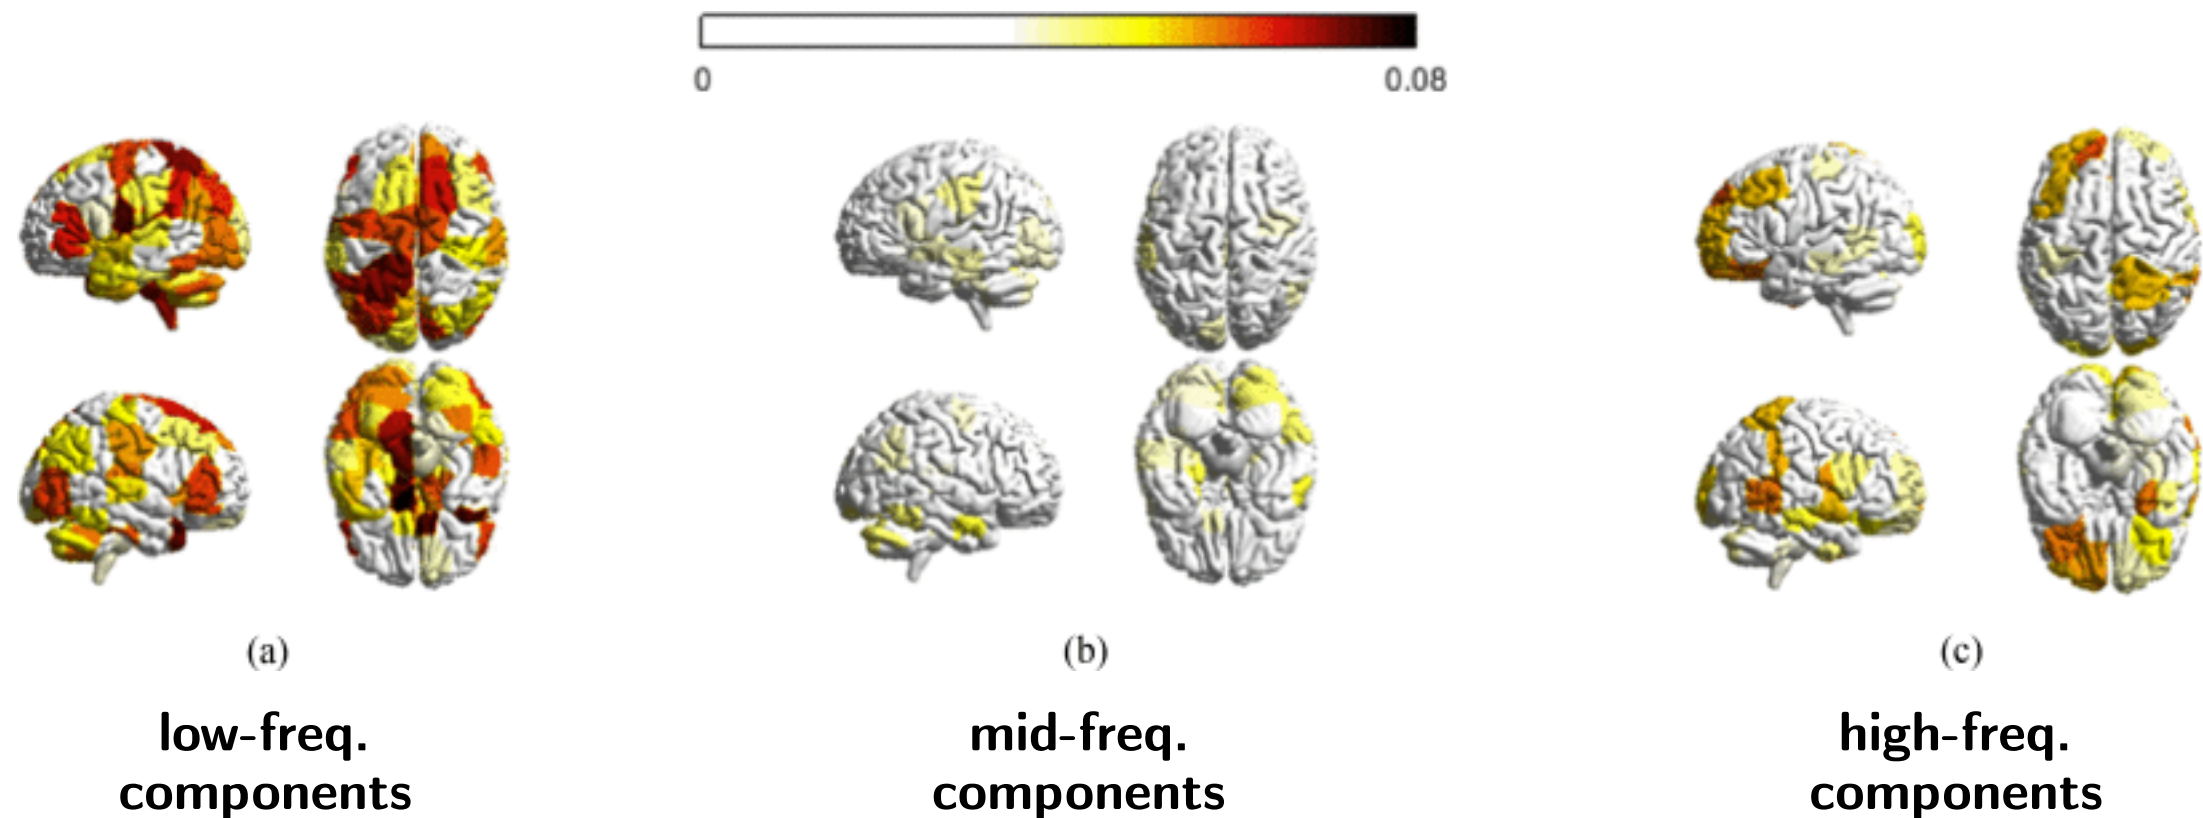 0 0.08
(a) (b) (c)
low-freq. mid-freq. high-freq.
components components components